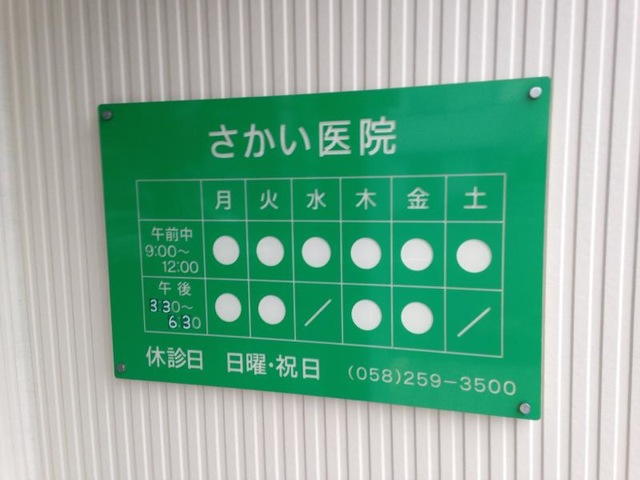 さかい医院
月 火 水 木 金 土
午前中
9:00～
12:00
● ● ● ● ● ●
午後
3:30～
6:30
● ● ／ ● ● ／
休診日 日曜・祝日 (058)259-3500